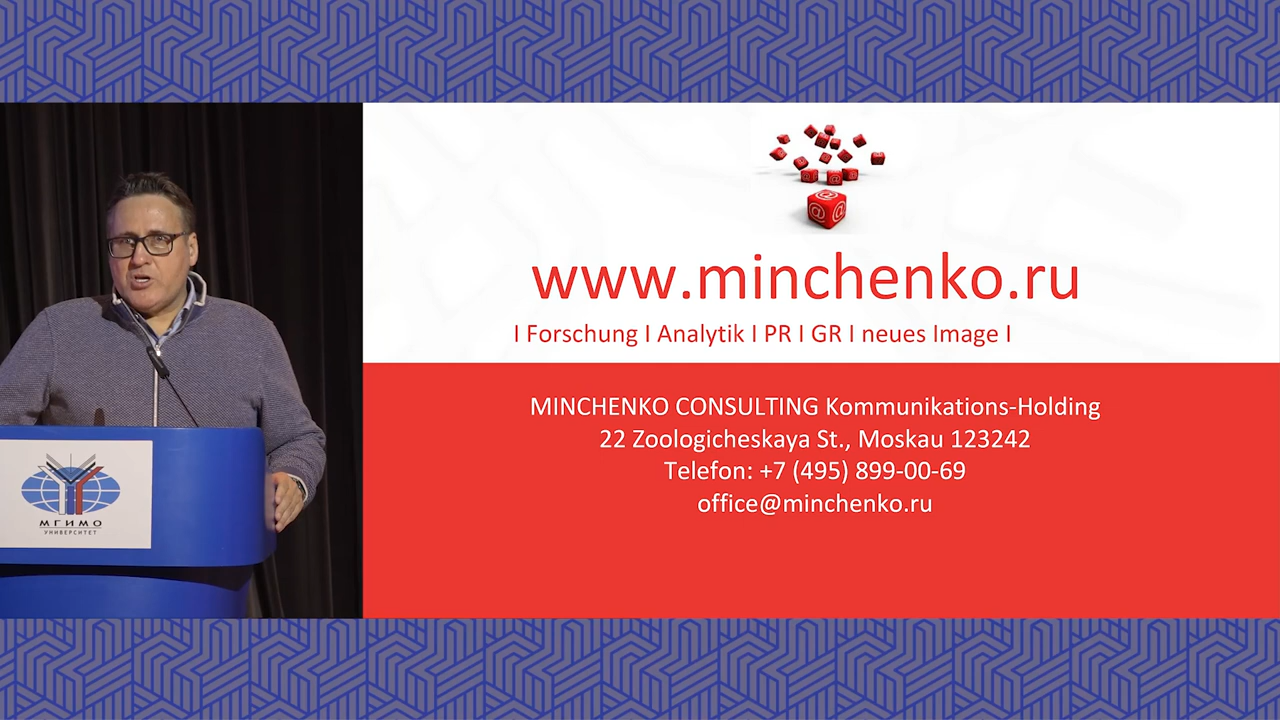 www.minchenko.ru
I Forschung I Analytik I PR I GR I neues Image I
MINCHENKO CONSULTING Kommunikations-Holding
22 Zoologicheskaya St., Moskau 123242
Telefon: +7 (495) 899-00-69
office@minchenko.ru
МГИМО
УНИВЕРСИТЕТ